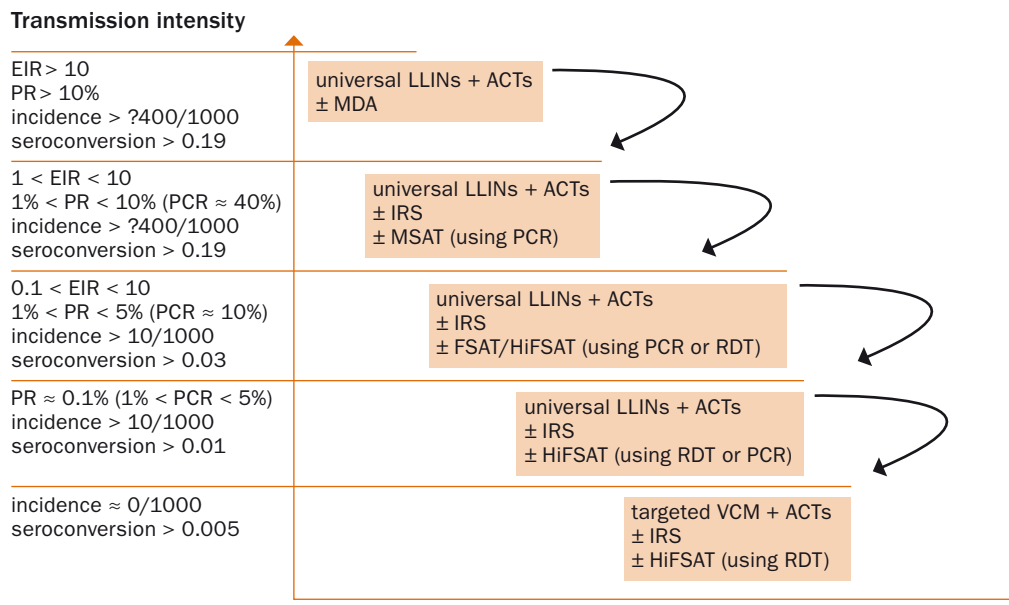 Transmission intensity
EIR> 10
PR> 10%
incidence > ?400/1000
seroconversion > 0.19
universal LLINs + ACTs
± MDA
1 < EIR < 10
1% < PR < 10% (PCR ≈ 40%)
incidence > ?400/1000
seroconversion > 0.19
universal LLINs + ACTs
± IRS
± MSAT (using PCR)
0.1 < EIR < 10
1% < PR < 5% (PCR ≈ 10%)
incidence > 10/1000
seroconversion > 0.03
universal LLINs + ACTs
± IRS
± FSAT/HiFSAT (using PCR or RDT)
PR ≈ 0.1% (1% < PCR < 5%)
incidence > 10/1000
seroconversion > 0.01
universal LLINs + ACTs
± IRS
± HiFSAT (using RDT or PCR)
incidence ≈ 0/1000
seroconversion > 0.005
targeted VCM + ACTs
± IRS
± HiFSAT (using RDT)